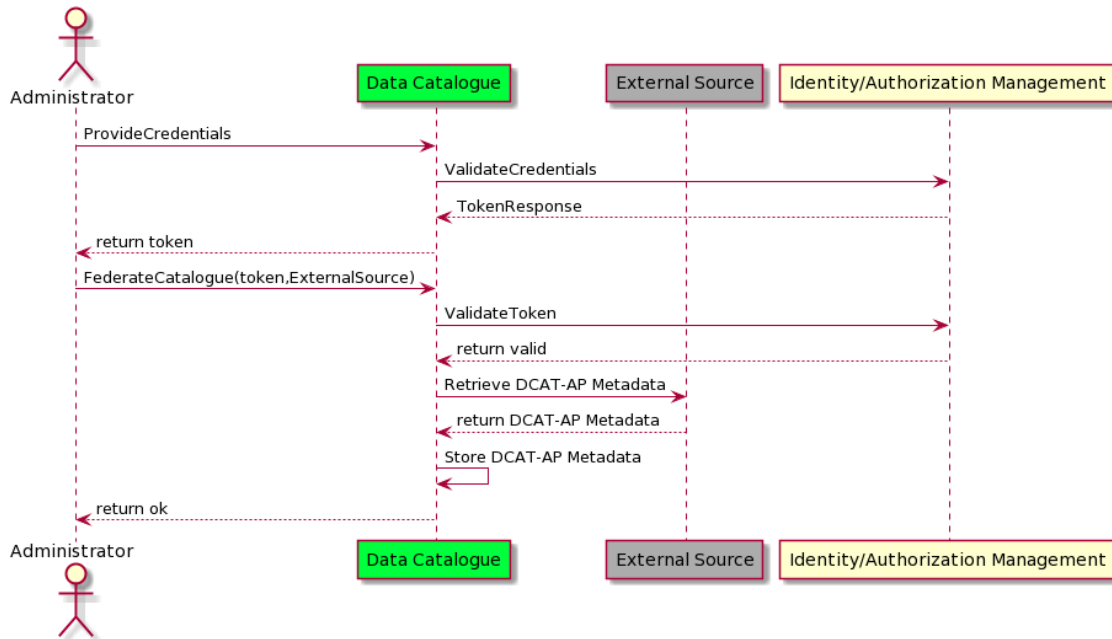 Administrator
Data Catalogue
External Source
Identity/Authorization Management
ProvideCredentials
ValidateCredentials
TokenResponse
return token
FederateCatalogue(token,ExternalSource)
ValidateToken
return valid
Retrieve DCAT-AP Metadata
return DCAT-AP Metadata
Store DCAT-AP Metadata
return ok
Administrator
Data Catalogue
External Source
Identity/Authorization Management